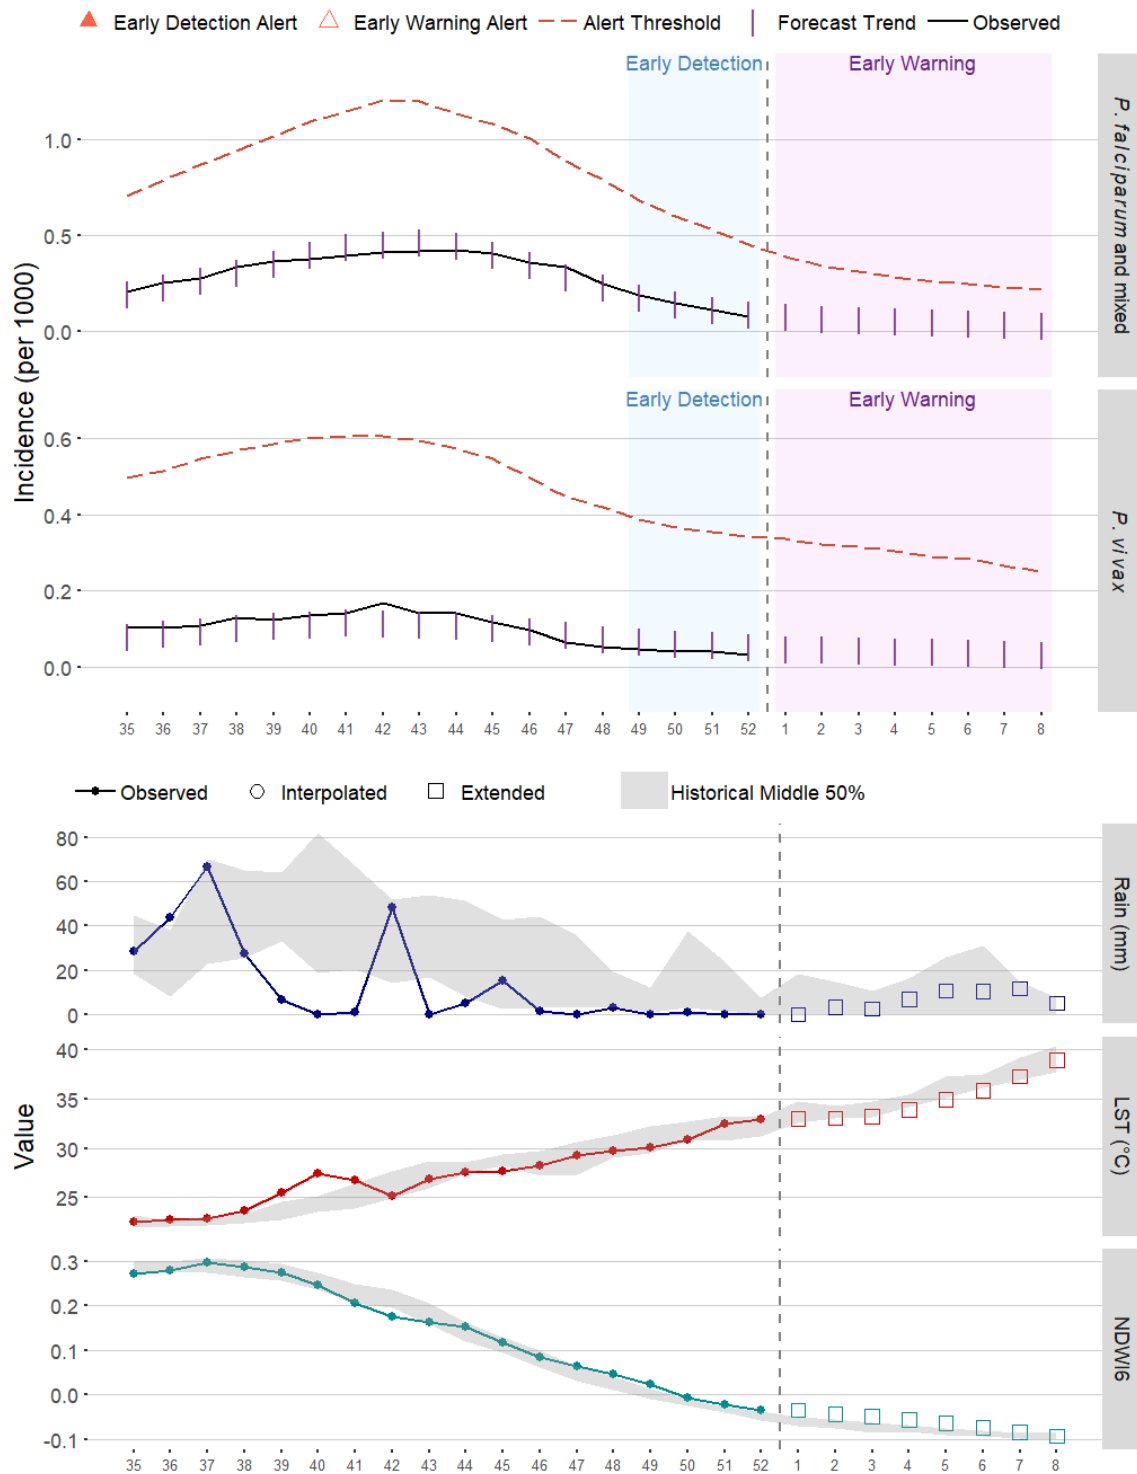 Early Detection Alert Early Warning Alert Alert Threshold Forecast Trend Observed
Early Detection Early Warning
1.0
0.5
0.0
P. falciparum and mixed
Incidence (per 1000)
Early Detection Early Warning
0.6
0.4
0.2
0.0
P. vivax
35 36 37 38 39 40 41 42 43 44 45 46 47 48 49 50 51 52 1 2 3 4 5 6 7 8
Observed Interpolated Extended Historical Middle 50%
80
60
40
20
0
Rain (mm)
Value
40
35
30
25
LST (°C)
0.3
0.2
0.1
0.0
-0.1
NDWI6
35 36 37 38 39 40 41 42 43 44 45 46 47 48 49 50 51 52 1 2 3 4 5 6 7 8